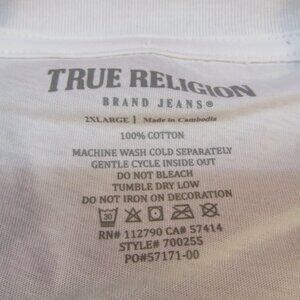 TRUE RELIGION
BRAND JEANS®
2XLARGE | Made in Cambodia
100% COTTON
MACHINE WASH COLD SEPARATELY
GENTLE CYCLE INSIDE OUT
DO NOT BLEACH
TUMBLE DRY LOW
DO NOT IRON ON DECORATION
30
RN# 112790 CA# 57414
STYLE# 700255
PO#57171-00